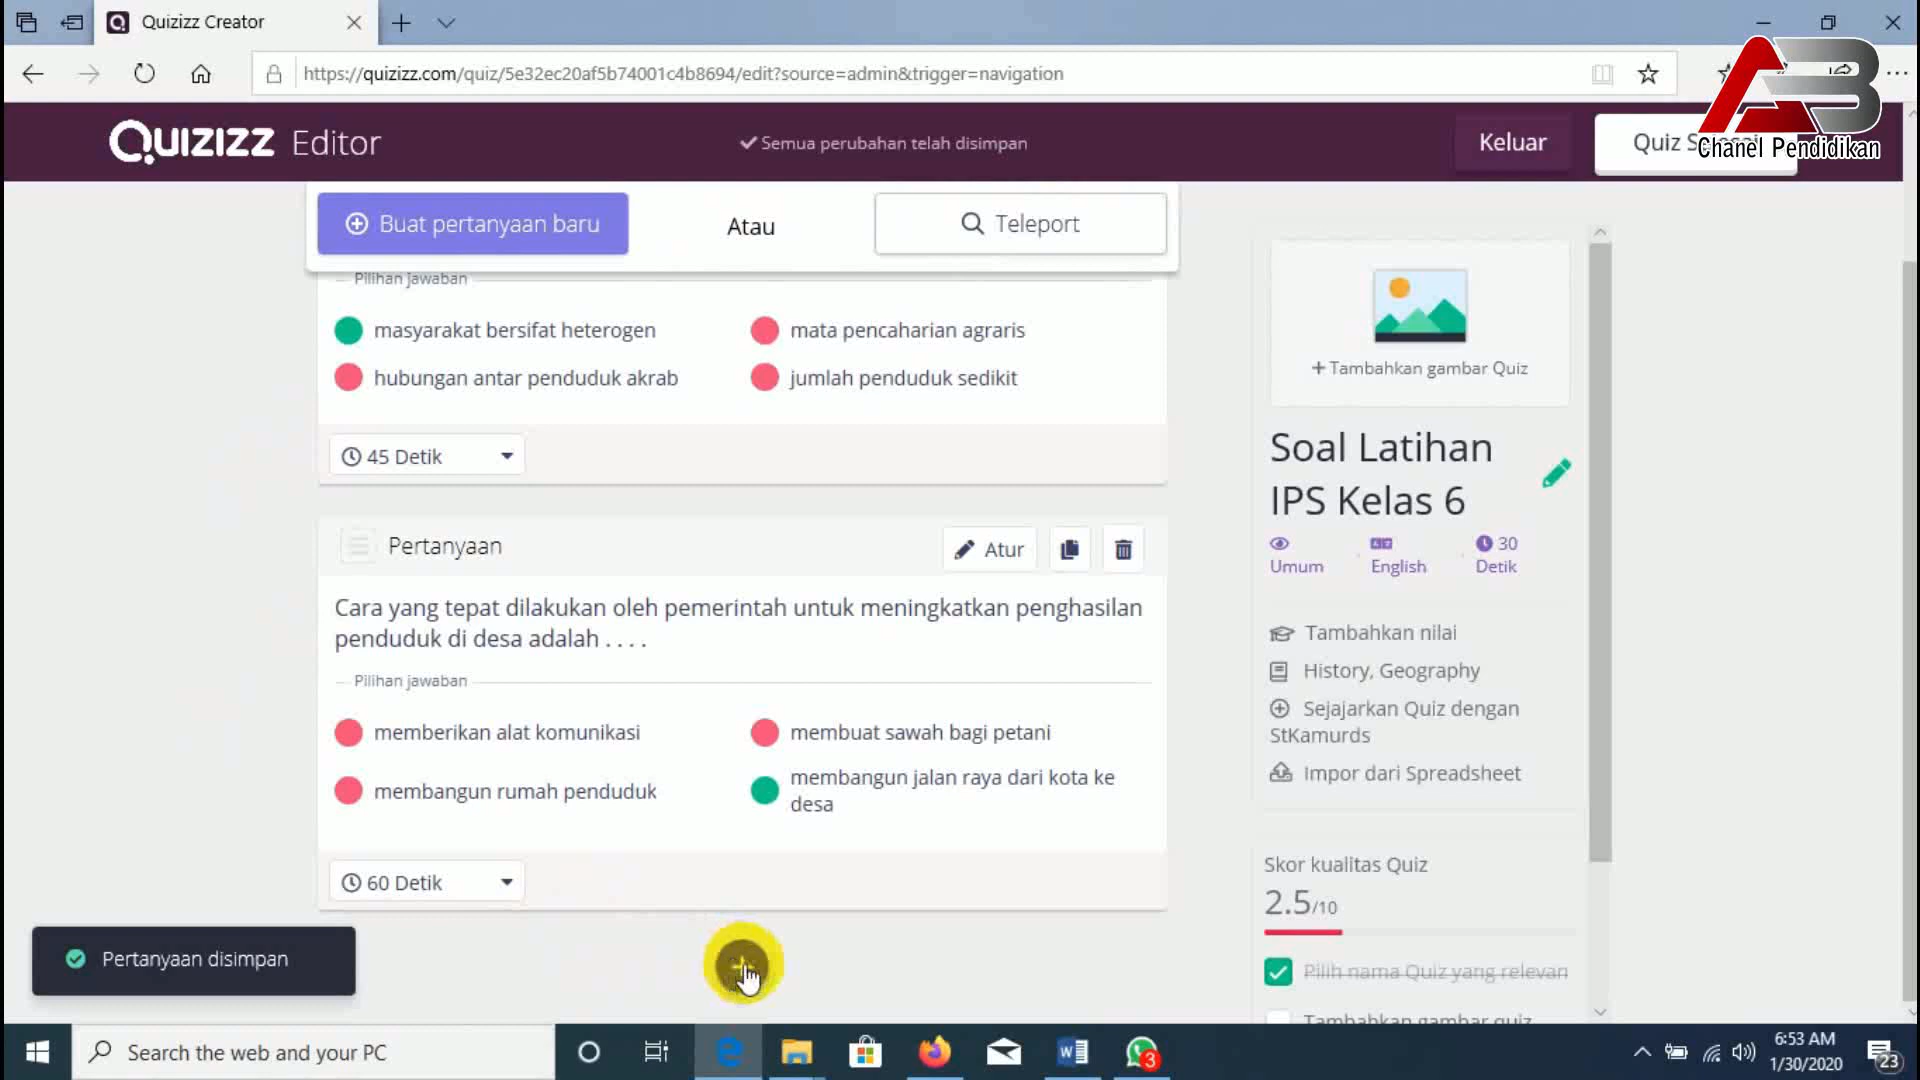 Quizizz Creator
https://quizizz.com/quiz/5e32ec20af5b74001c4b8694/edit?source=admin&trigger=navigation
Chanel Pendidikan
QUIZIZZ Editor
Semua perubahan telah disimpan
Keluar
Quiz
Buat pertanyaan baru
Atau
Teleport
Pilihan jawaban
masyarakat bersifat heterogen
mata pencaharian agraris
hubungan antar penduduk akrab
jumlah penduduk sedikit
45 Detik
Pertanyaan
Atur
Cara yang tepat dilakukan oleh pemerintah untuk meningkatkan penghasilan
penduduk di desa adalah . . . .
Pilihan jawaban
memberikan alat komunikasi
membuat sawah bagi petani
membangun rumah penduduk
membangun jalan raya dari kota ke
desa
60 Detik
Pertanyaan disimpan
+ Tambahkan gambar Quiz
Soal Latihan
IPS Kelas 6
Umum
English
30
Detik
Tambahkan nilai
History, Geography
Sejajarkan Quiz dengan
StKamurds
Impor dari Spreadsheet
Skor kualitas Quiz
2.5/10
Pilih nama Quiz yang relevan
Tambahkan gambar quiz
Search the web and your PC
3
6:53 AM
1/30/2020
23